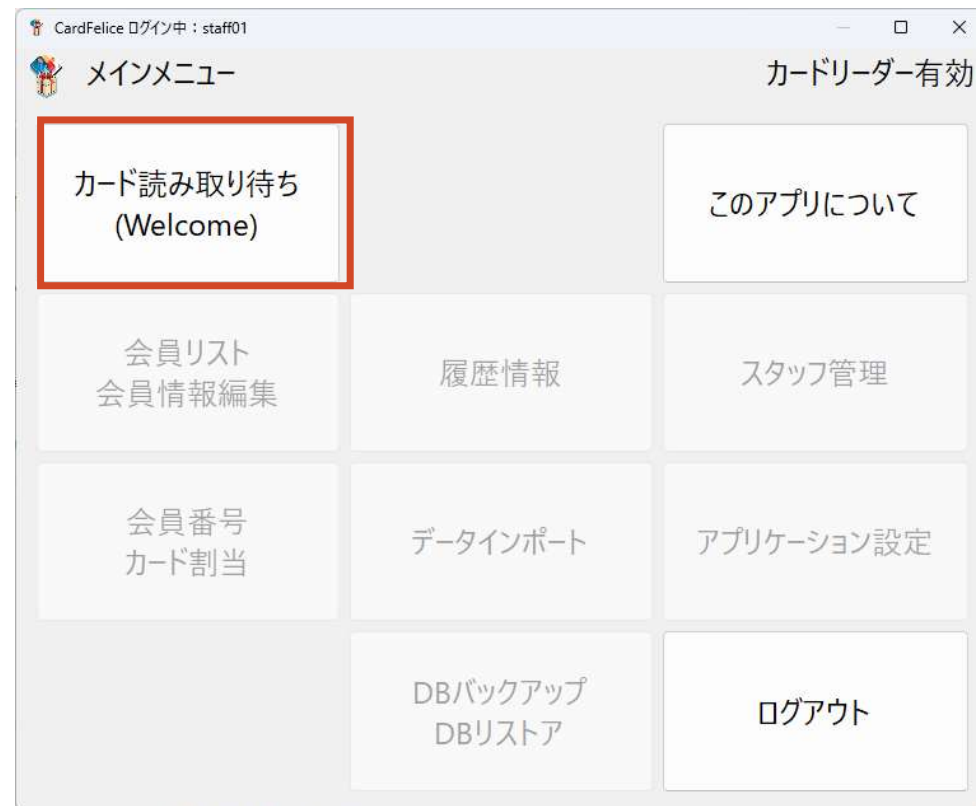 CardFelice ログイン中：staff01
メインメニュー
カードリーダー有効
カード読み取り待ち
(Welcome)
このアプリについて
会員リスト
会員情報編集
履歴情報
スタッフ管理
会員番号
カード割当
データインポート
アプリケーション設定
DBバックアップ
DBリストア
ログアウト